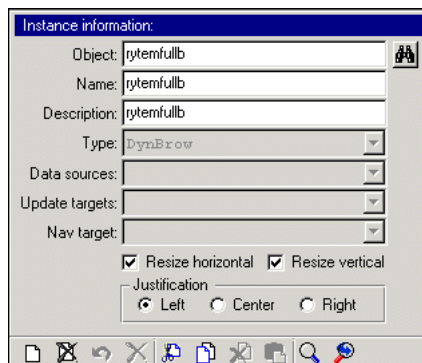 Instance information:
Object: rytemfullb
Name: rytemfullb
Description: rytemfullb
Type: DynBrow
Data sources:
Update targets:
Nav target:
Resize horizontal Resize vertical
Justification
Left Center Right